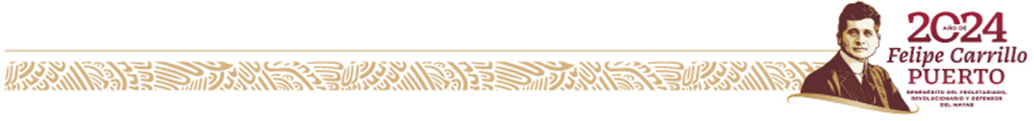 2024
AÑO DE
Felipe Carrillo
PUERTO
BENEMÉRITO DEL PROLETARIADO,
REVOLUCIONARIO Y DEFENSOR
DEL MAYAB